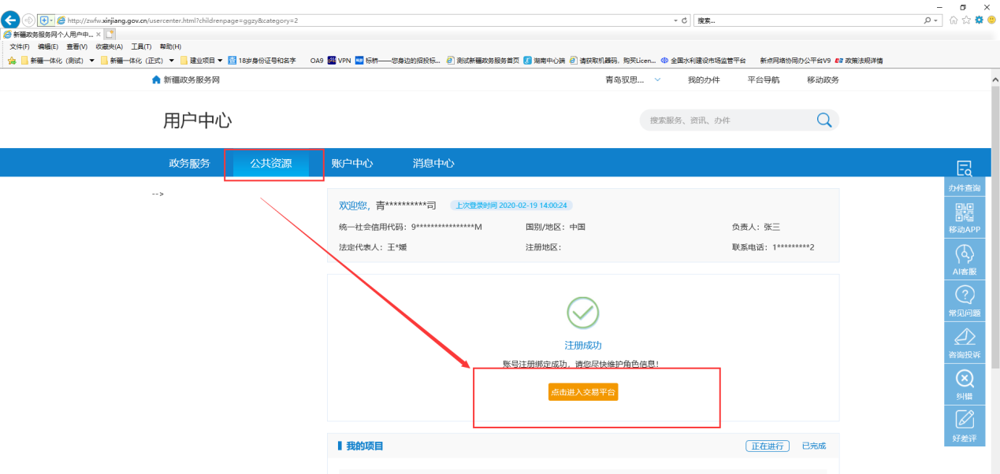 http://zwfw.xinjiang.gov.cn/usercenter.html?childrenpage=ggzy&category=2
搜索...
新疆政务服务网个人用户中... ×
文件(F) 编辑(E) 查看(V) 收藏夹(A) 工具(T) 帮助(H)
新疆一体化（测试） 新疆一体化（正式） 建业项目 18岁身份证号和名字 OA9 VPN 标桥——您身边的招投标... 测试新疆政务服务首页 湖南中心端 请获取机器码，购买Licen... 全国水利建设市场监管平台 新点网络协同办公平台V9 政策法规详情
新疆政务服务网 青岛驭思... 我的办件 平台导航 移动政务
用户中心 搜索服务、资讯、办件
政务服务 公共资源 账户中心 消息中心
-->
欢迎您，青**********司 上次登录时间 2020-02-19 14:00:24
统一社会信用代码：9****************M 国别/地区：中国 负责人：张三
法定代表人：王*媛 注册地区： 联系电话：1*********2
注册成功
账号注册绑定成功，请您尽快维护角色信息！
点击进入交易平台
我的项目 正在进行 已完成
办件查询
移动APP
AI客服
常见问题
咨询投诉
纠错
好差评